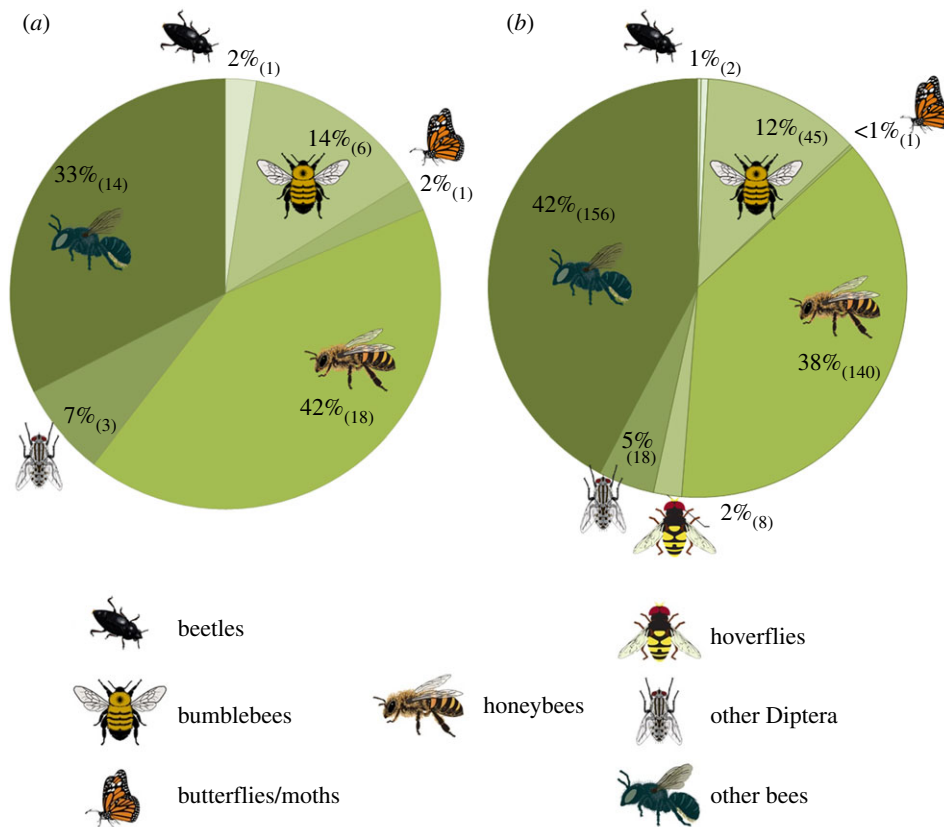 (a)
2%(1)
14%(6)
2%(1)
33%(14)
42%(18)
7%(3)
(b)
1%(2)
12%(45)
<1%(1)
42%(156)
38%(140)
5%
(18)
2%(8)
beetles
bumblebees
butterflies/moths
honeybees
hoverflies
other Diptera
other bees